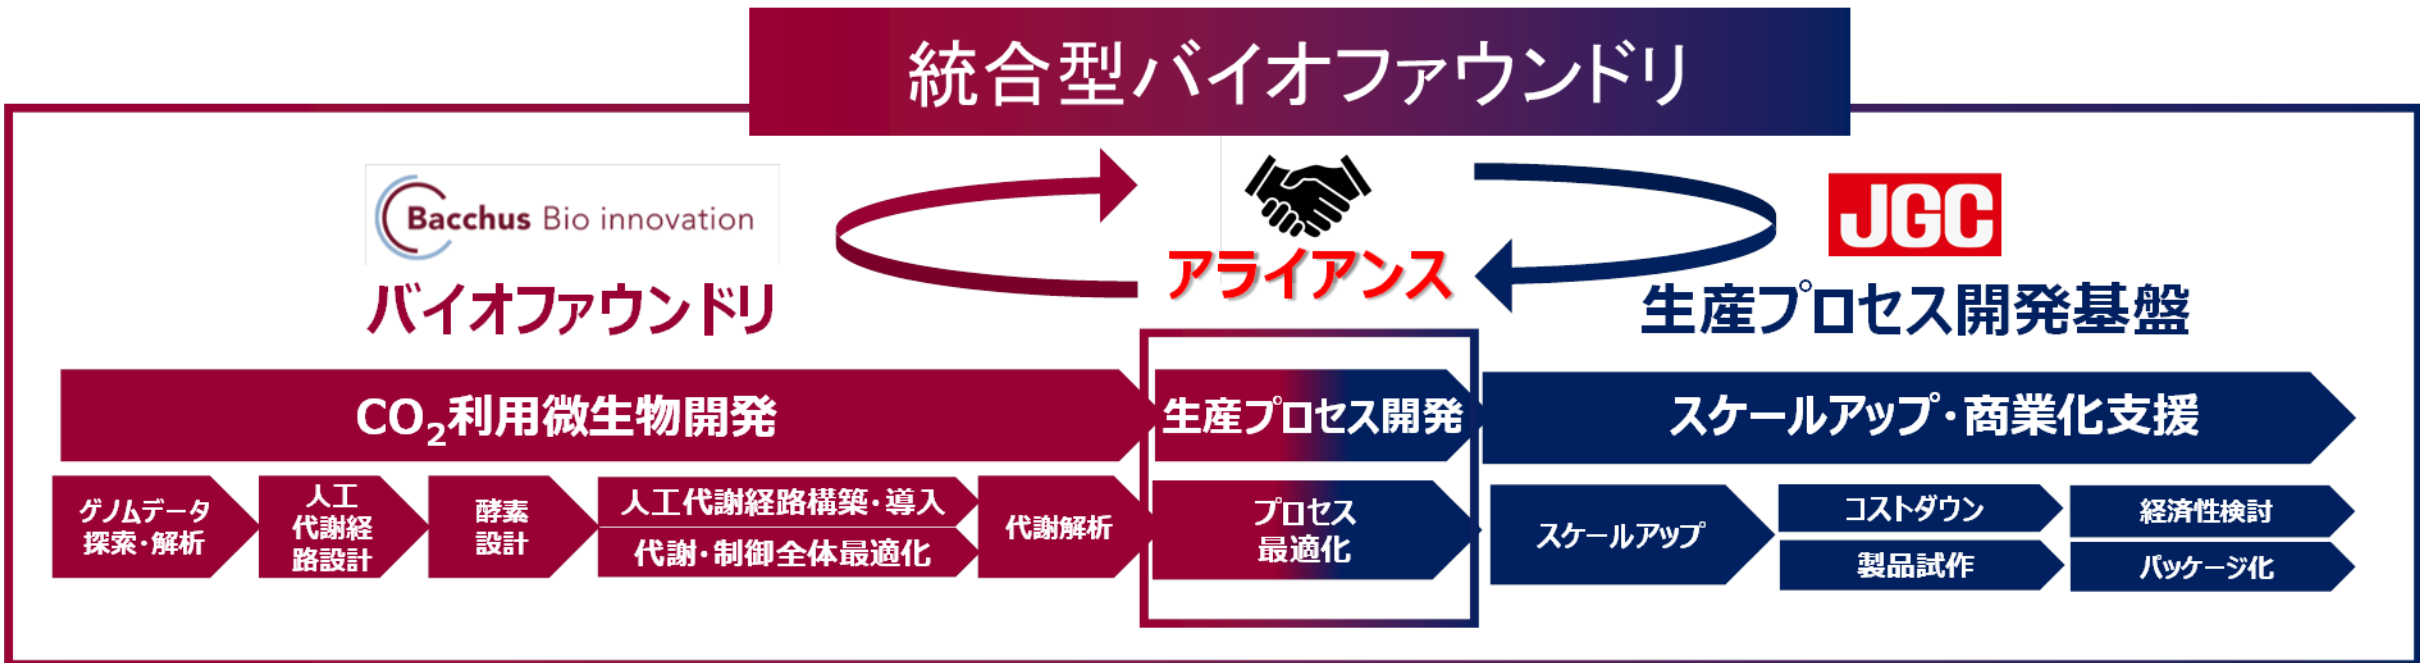 統合型バイオファウンドリ
Bacchus Bio innovation
バイオファウンドリ
アライアンス
JGC
生産プロセス開発基盤
CO₂利用微生物開発
生産プロセス開発
スケールアップ・商業化支援
ゲノムデータ
探索・解析
人工
代謝経
路設計
酵素
設計
人工代謝経路構築・導入
代謝・制御全体最適化
代謝解析
プロセス
最適化
スケールアップ
コストダウン
製品試作
経済性検討
パッケージ化